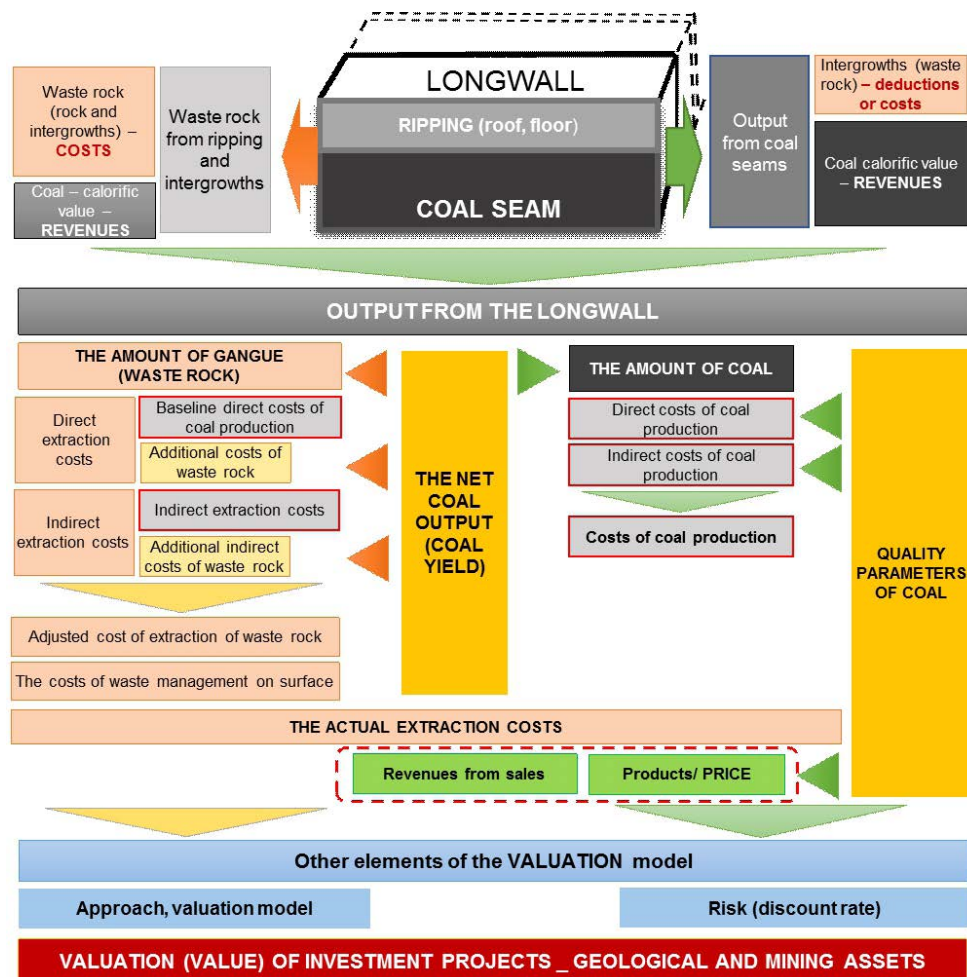 Waste rock
(rock and
intergrowths) –
COSTS
Coal – calorific
value –
REVENUES
Waste rock
from ripping
and
intergrowths
LONGWALL
RIPPING (roof, floor)
COAL SEAM
Output
from coal
seams
Intergrowths (waste
rock) – deductions
or costs
Coal calorific value
– REVENUES
OUTPUT FROM THE LONGWALL
THE AMOUNT OF GANGUE
(WASTE ROCK)
Direct
extraction
costs
Baseline direct costs of
coal production
Additional costs of
waste rock
Indirect
extraction costs
Indirect extraction costs
Additional indirect
costs of waste rock
Adjusted cost of extraction of waste rock
The costs of waste management on surface
THE NET
COAL
OUTPUT
(COAL
YIELD)
THE AMOUNT OF COAL
Direct costs of coal
production
Indirect costs of coal
production
Costs of coal production
QUALITY
PARAMETERS
OF COAL
THE ACTUAL EXTRACTION COSTS
Revenues from sales
Products/ PRICE
Other elements of the VALUATION model
Approach, valuation model
Risk (discount rate)
VALUATION (VALUE) OF INVESTMENT PROJECTS _ GEOLOGICAL AND MINING ASSETS